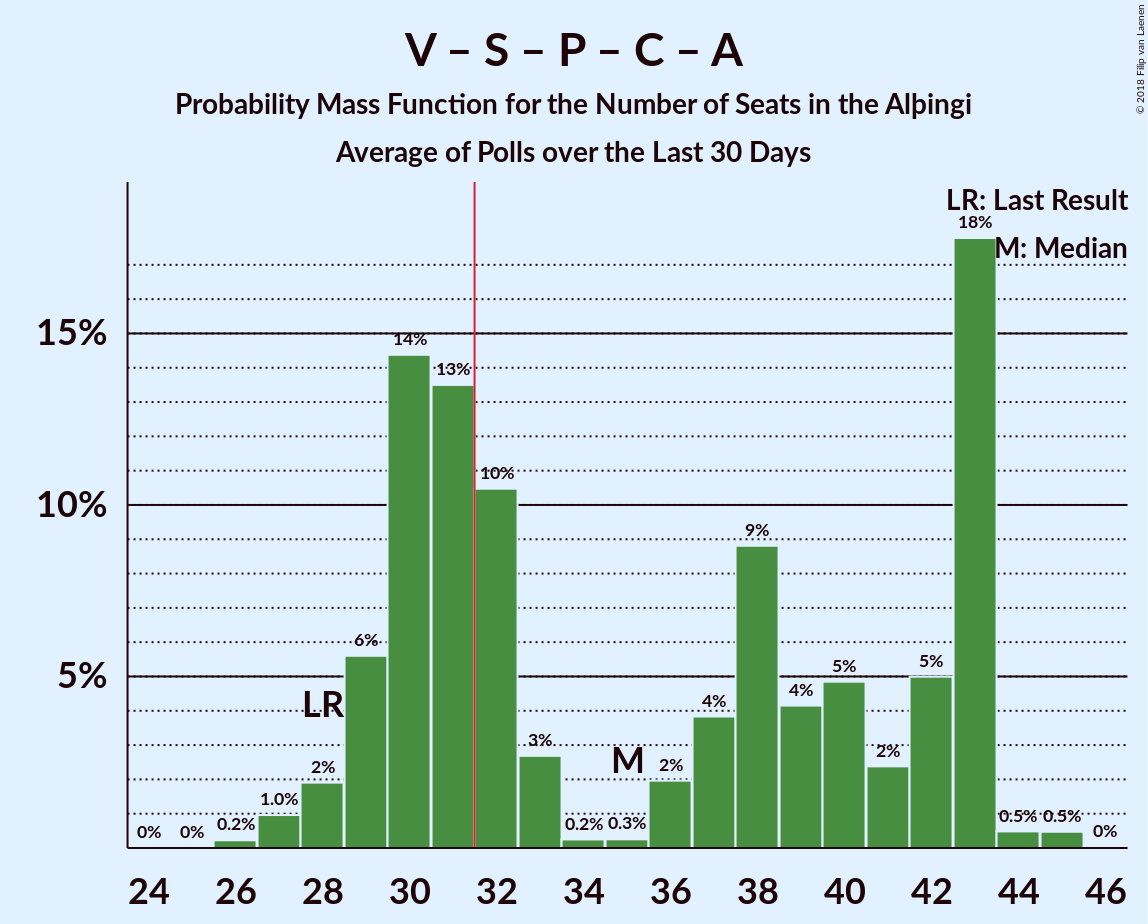 V – S – P – C – A
Probability Mass Function for the Number of Seats in the Alþingi
Average of Polls over the Last 30 Days
© 2018 Filip van Laenen
LR: Last Result
M: Median
15%
10%
5%
0%
0%
0.2%
1.0%
2%
6%
14%
13%
10%
3%
0.2%
0.3%
2%
4%
9%
4%
5%
2%
5%
18%
0.5%
0.5%
0%
LR
M
24 26 28 30 32 34 36 38 40 42 44 46